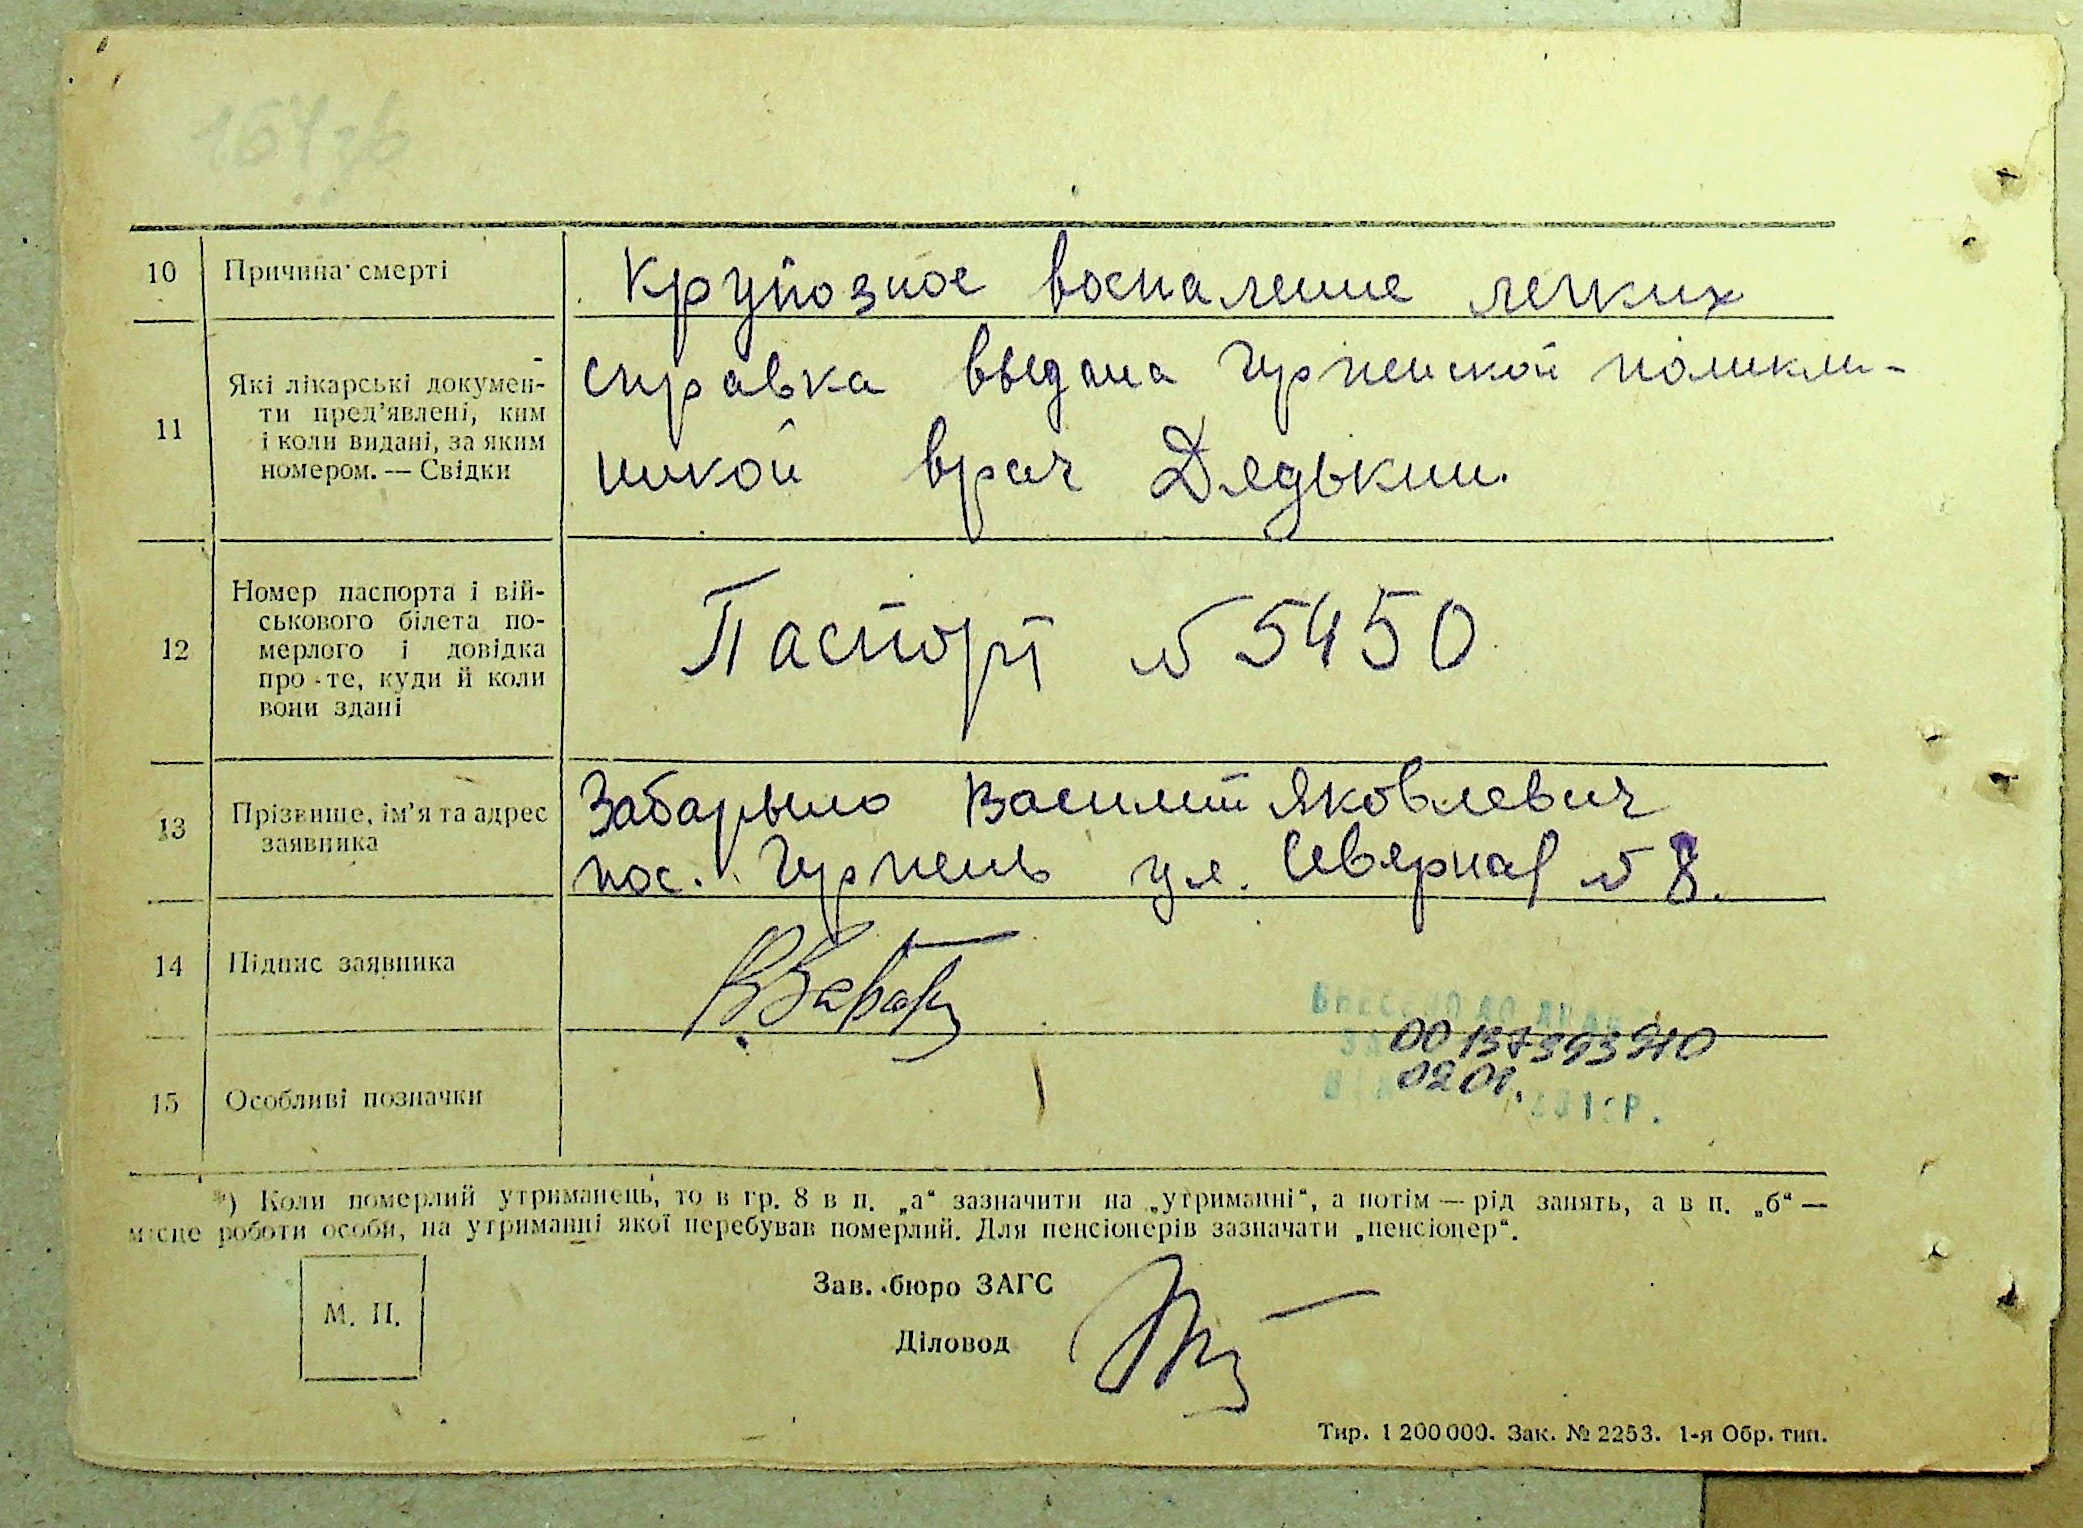 10 Причина смерті Крупозное воспаление легких
11 Які лікарські докумен-
ти пред'явлені, ким
і коли видані, за яким
номером. — Свідки
справка выдана Ирпенской поликли-
никой врач Дядькин.
12 Номер паспорта і вій-
ськового білета по-
мерлого і довідка
про те, куди й коли
вони здані
Паспорт № 5450
13 Прізвище, ім'я та адрес
заявника
Забарыло Василий Яковлевич
пос. Ирпень ул. Северная № 8.
14 Підпис заявника
15 Особливі позначки
00137393910
0201.
*) Коли померлий утриманець, то в гр. 8 в п. „а“ зазначити на „утриманні“, а потім — рід занять, а в п. „б“ —
місце роботи особи, на утриманні якої перебував померлий. Для пенсіонерів зазначати „пенсіонер“.
М. П.
Зав. бюро ЗАГС
Діловод
Тир. 1 200 000. Зак. № 2253. 1-я Обр. тип.